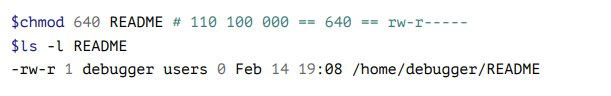 $chmod 640 README # 110 100 000 == 640 == rw-r-----
$ls -l README
-rw-r 1 debugger users 0 Feb 14 19:08 /home/debugger/README